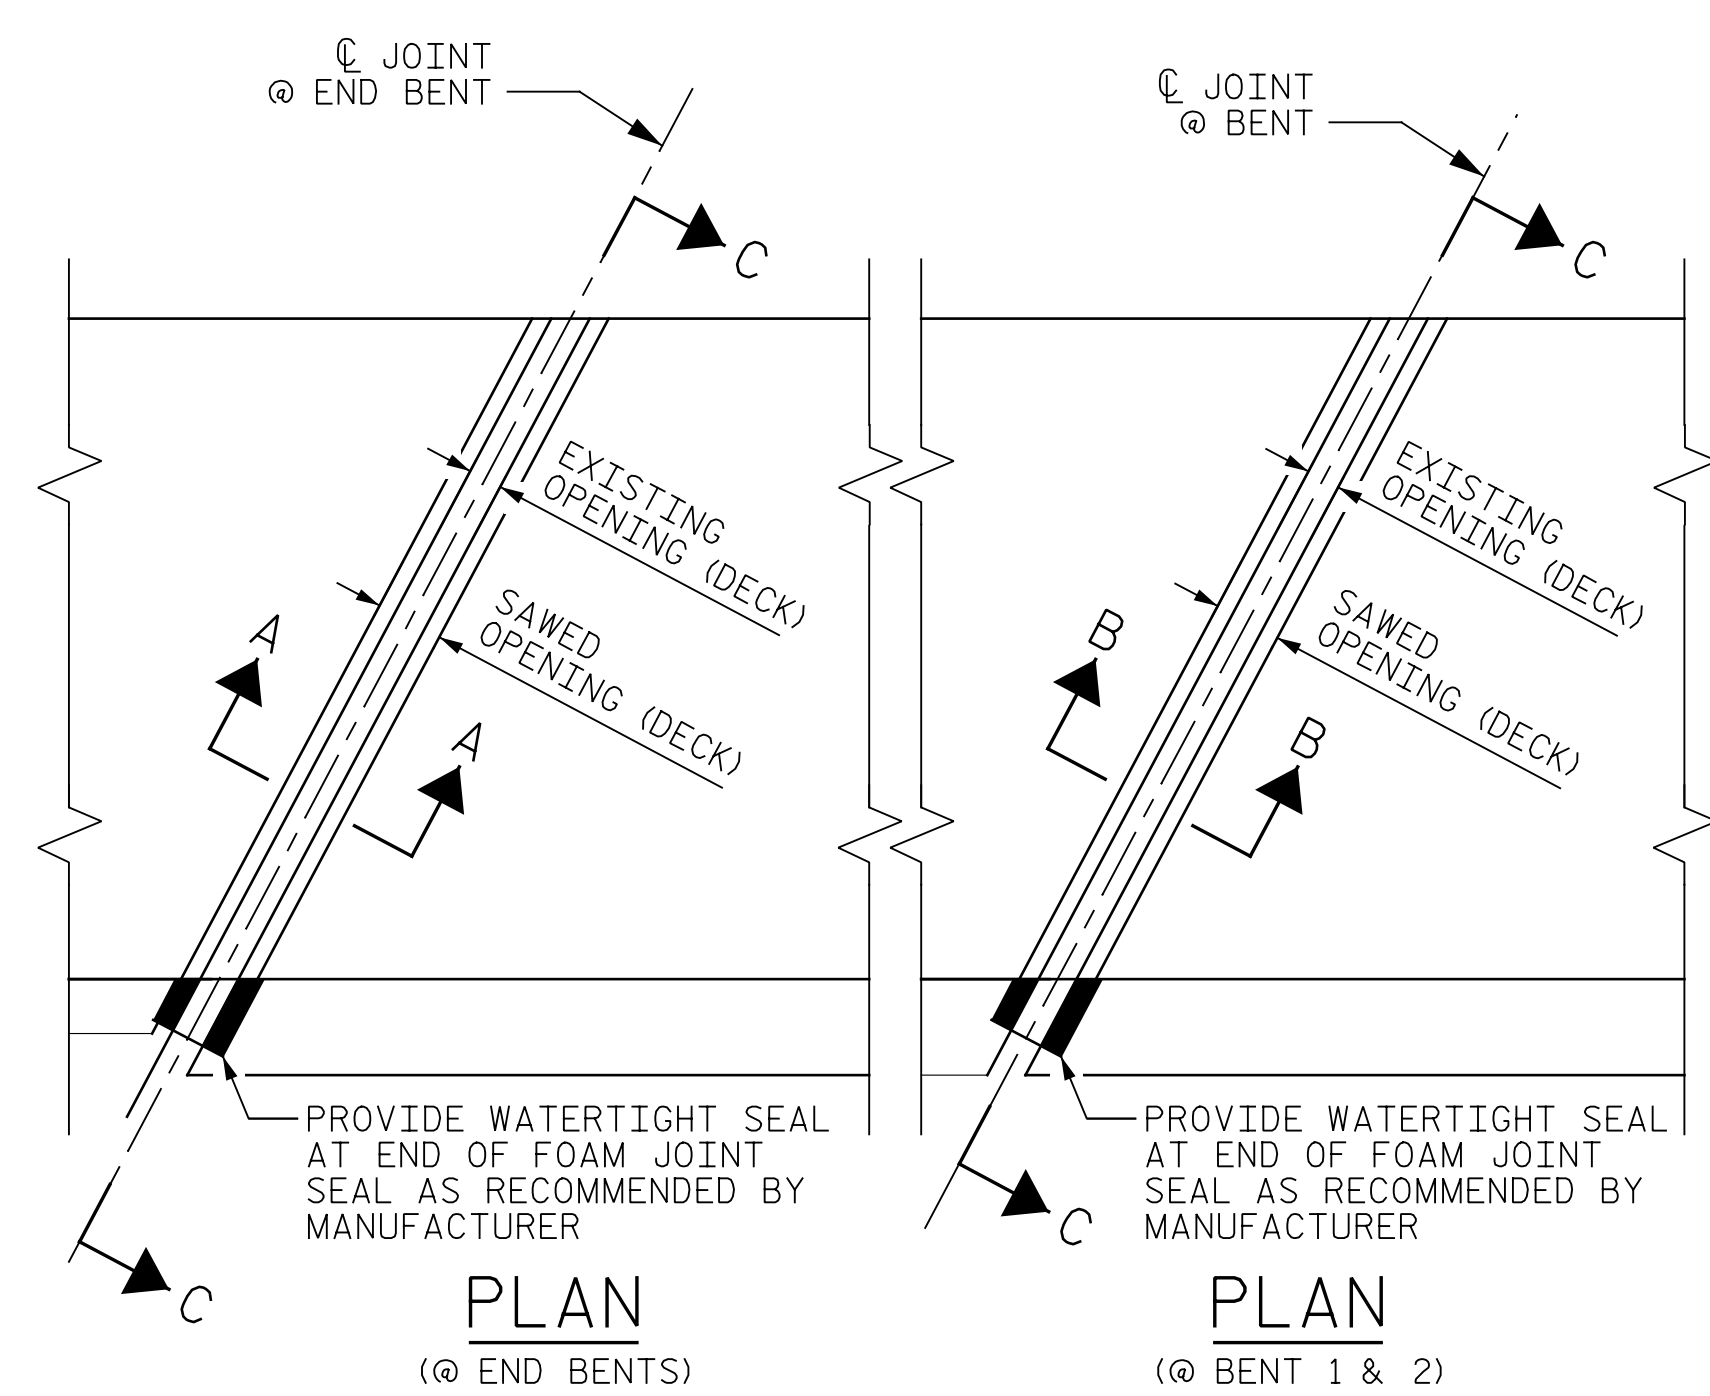 ℄ JOINT
@ END BENT
C
EXISTING
OPENING (DECK)
SAWED
OPENING (DECK)
A
A
PROVIDE WATERTIGHT SEAL
AT END OF FOAM JOINT
SEAL AS RECOMMENDED BY
MANUFACTURER
C
PLAN
(@ END BENTS)
℄ JOINT
@ BENT
C
EXISTING
OPENING (DECK)
SAWED
OPENING (DECK)
B
B
PROVIDE WATERTIGHT SEAL
AT END OF FOAM JOINT
SEAL AS RECOMMENDED BY
MANUFACTURER
C
PLAN
(@ BENT 1 & 2)